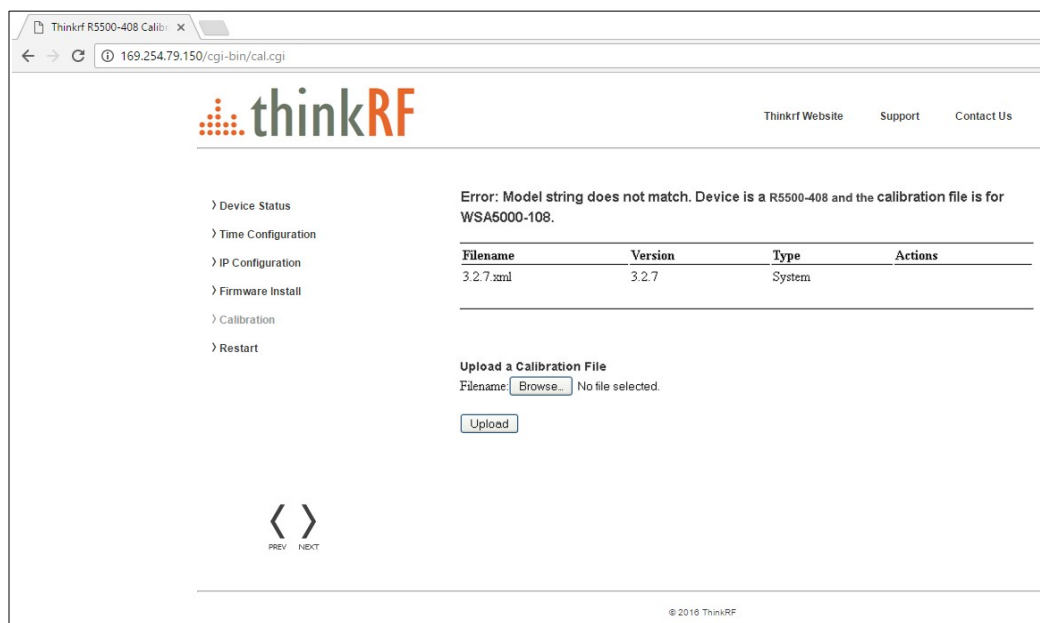 Thinkrf R5500-408 Calib
169.254.79.150/cgi-bin/cal.cgi
thinkRF
Thinkrf Website Support Contact Us
Device Status
Time Configuration
IP Configuration
Firmware Install
Calibration
Restart
Error: Model string does not match. Device is a R5500-408 and the calibration file is for
WSA5000-108.
Filename Version Type Actions
3.2.7.xml 3.2.7 System
Upload a Calibration File
Filename: Browse... No file selected.
Upload
PREV NEXT
© 2016 ThinkRF